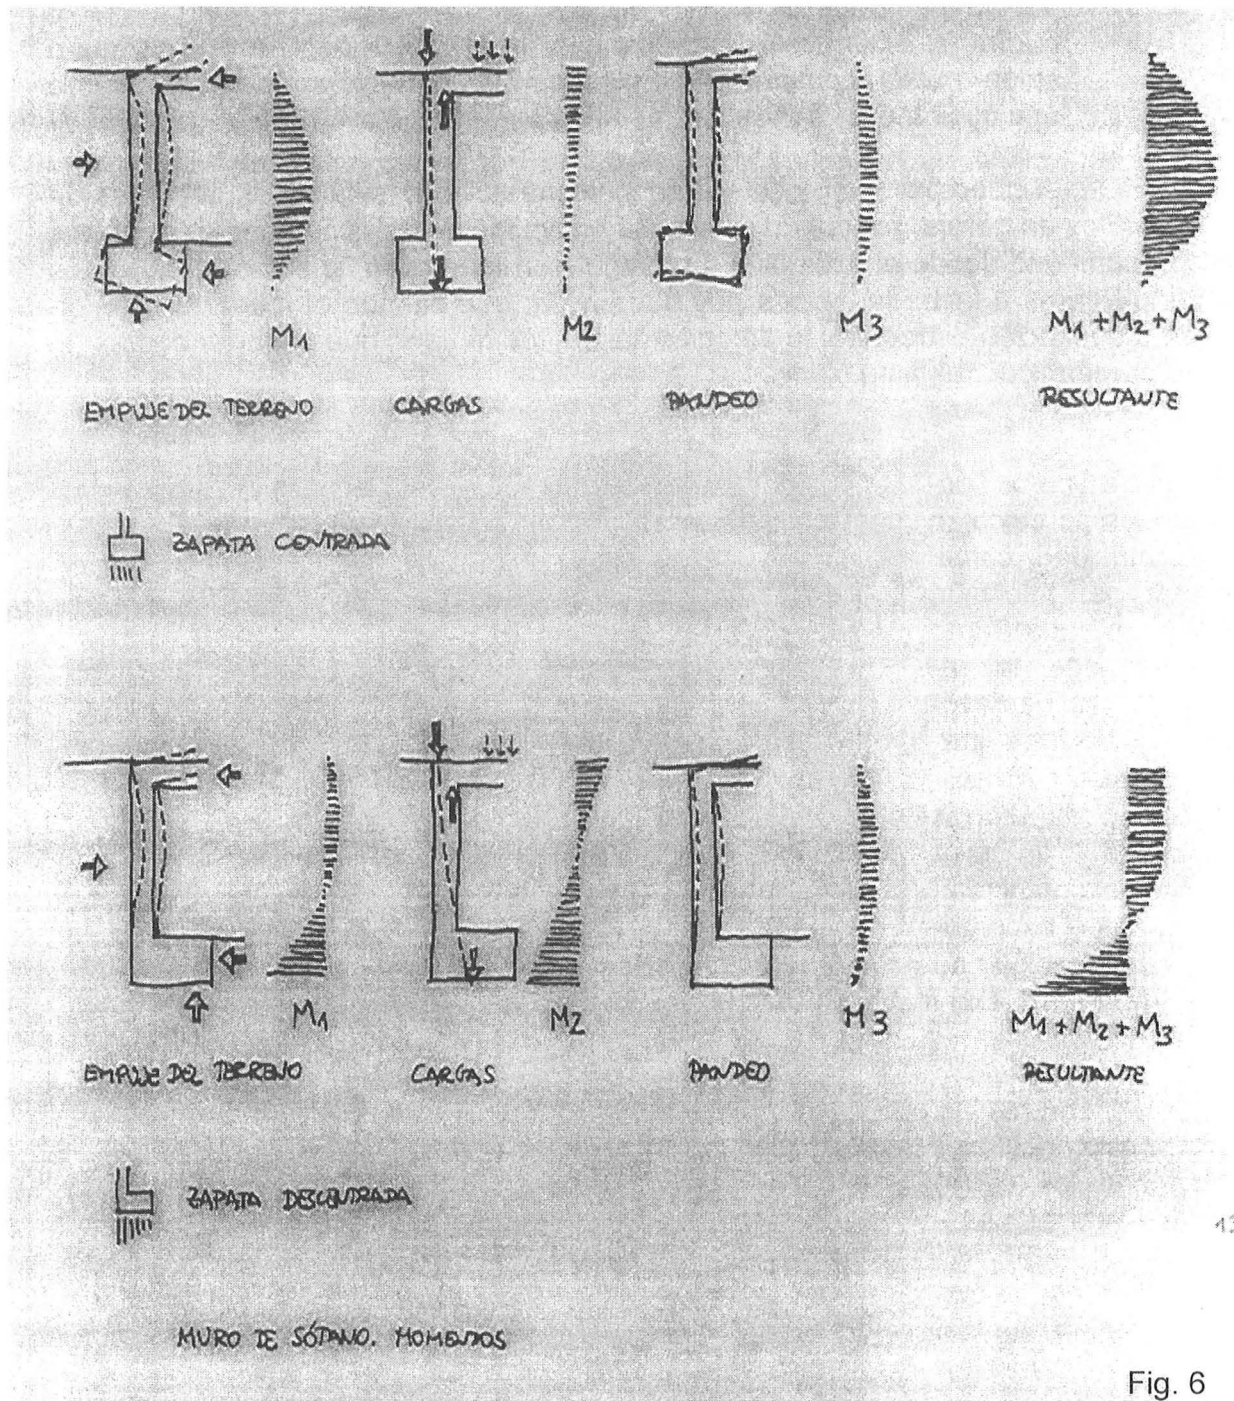 M1 M2 M3 M1 + M2 + M3
EMPUJE DEL TERRENO CARGAS PANDEO RESULTANTE
ZAPATA CENTRADA
M1 M2 M3 M1 + M2 + M3
EMPUJE DEL TERRENO CARGAS PANDEO RESULTANTE
ZAPATA DESCENTRADA
13
MURO DE SÓTANO. MOMENTOS
Fig. 6